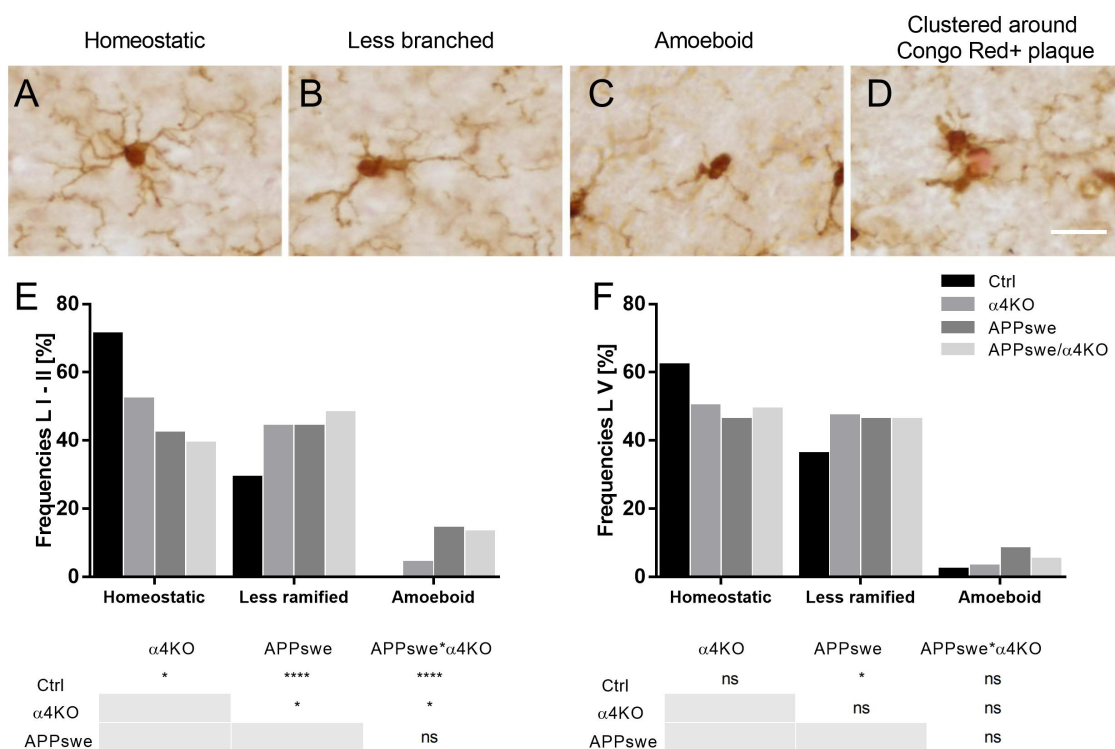 Homeostatic
Less branched
Amoeboid
Clustered around
Congo Red+ plaque
A
B
C
D
E
Frequencies L I - II [%]
80
60
40
20
0
Homeostatic
Less ramified
Amoeboid
F
Frequencies L V [%]
80
60
40
20
0
Homeostatic
Less ramified
Amoeboid
Ctrl
α4KO
APPswe
APPswe/α4KO
α4KO APPswe APPswe*α4KO
Ctrl * **** ****
α4KO * *
APPswe ns
α4KO APPswe APPswe*α4KO
Ctrl ns * ns
α4KO ns ns
APPswe ns